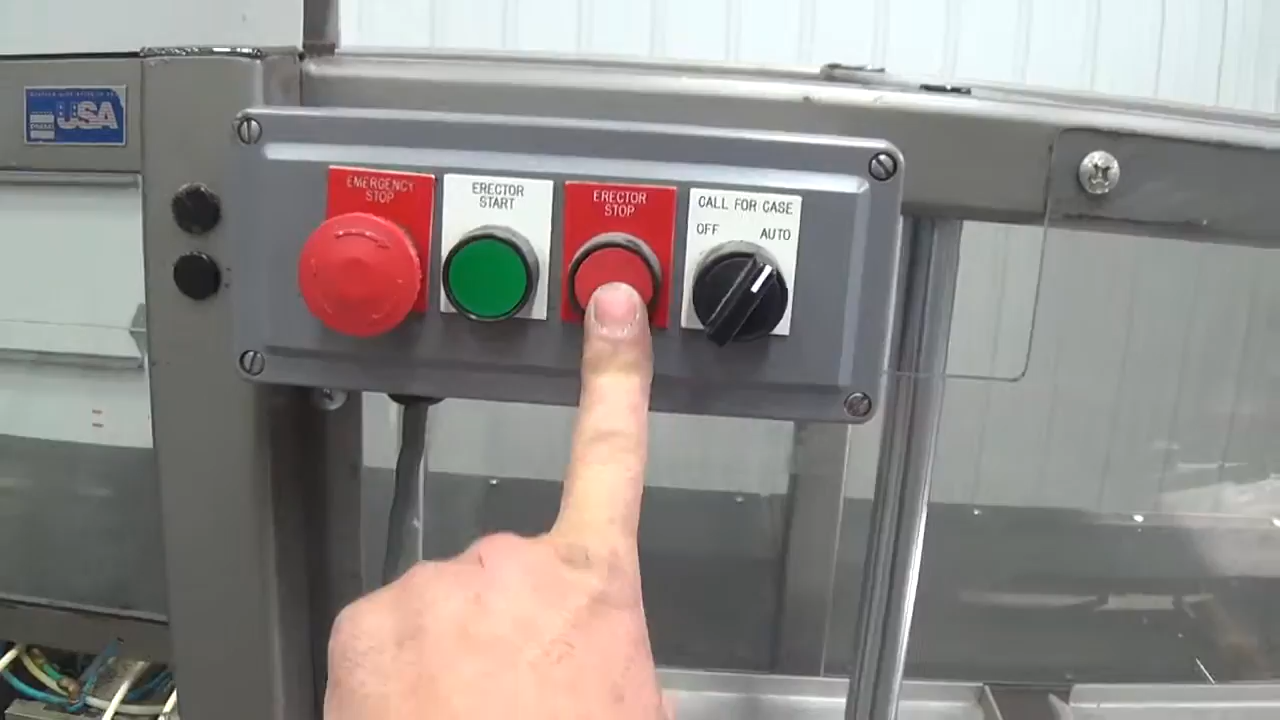 USA
EMERGENCY
STOP
ERECTOR
START
ERECTOR
STOP
CALL FOR CASE
OFF
AUTO